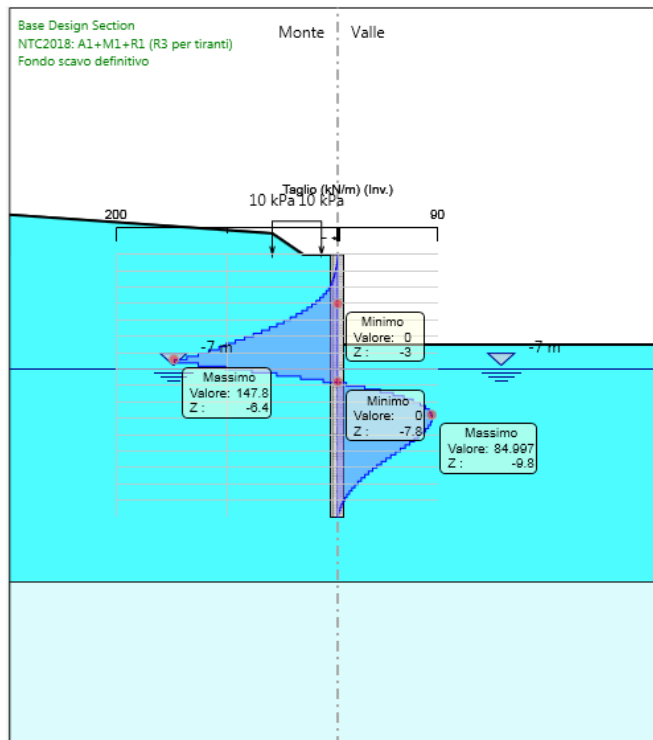 Base Design Section
NTC2018: A1+M1+R1 (R3 per tiranti)
Fondo scavo definitivo
Monte Valle
Taglio (kN/m) (Inv.)
10 kPa 10 kPa
200 90
Minimo
Valore: 0
Z : -3
-7 m -7 m
Massimo
Valore: 147.8
Z : -6.4
Minimo
Valore: 0
Z : -7.8
Massimo
Valore: 84.997
Z : -9.8